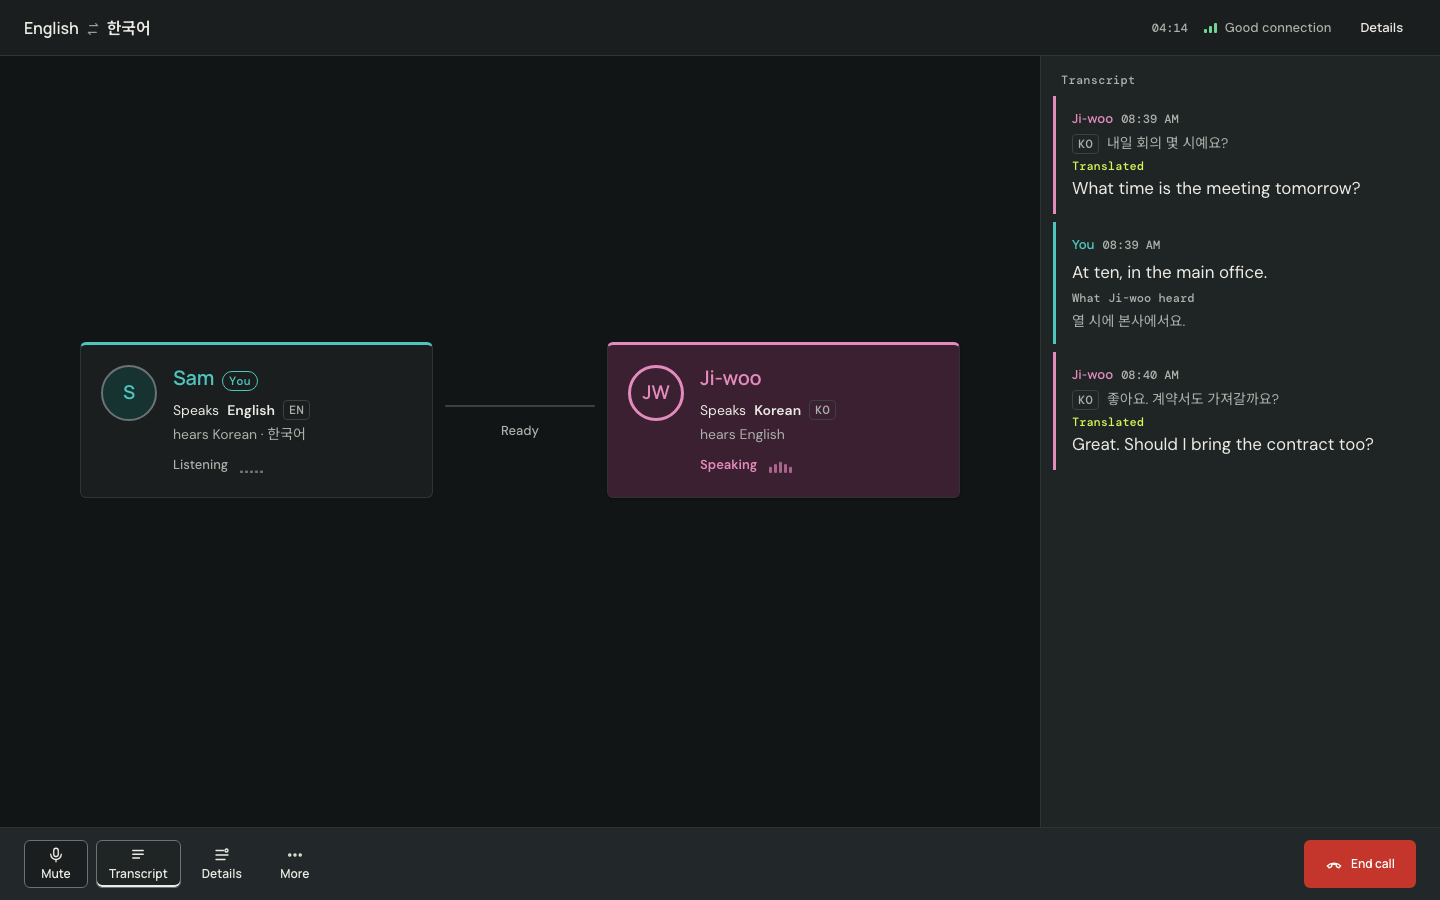 English ⇌ 한국어
04:14
Good connection
Details
S
Sam You
Speaks English EN
hears Korean · 한국어
Listening
Ready
JW
Ji-woo
Speaks Korean KO
hears English
Speaking
Transcript
Ji-woo 08:39 AM
KO 내일 회의 몇 시예요?
Translated
What time is the meeting tomorrow?
You 08:39 AM
At ten, in the main office.
What Ji-woo heard
열 시에 본사에서요.
Ji-woo 08:40 AM
KO 좋아요. 계약서도 가져갈까요?
Translated
Great. Should I bring the contract too?
Mute
Transcript
Details
More
End call